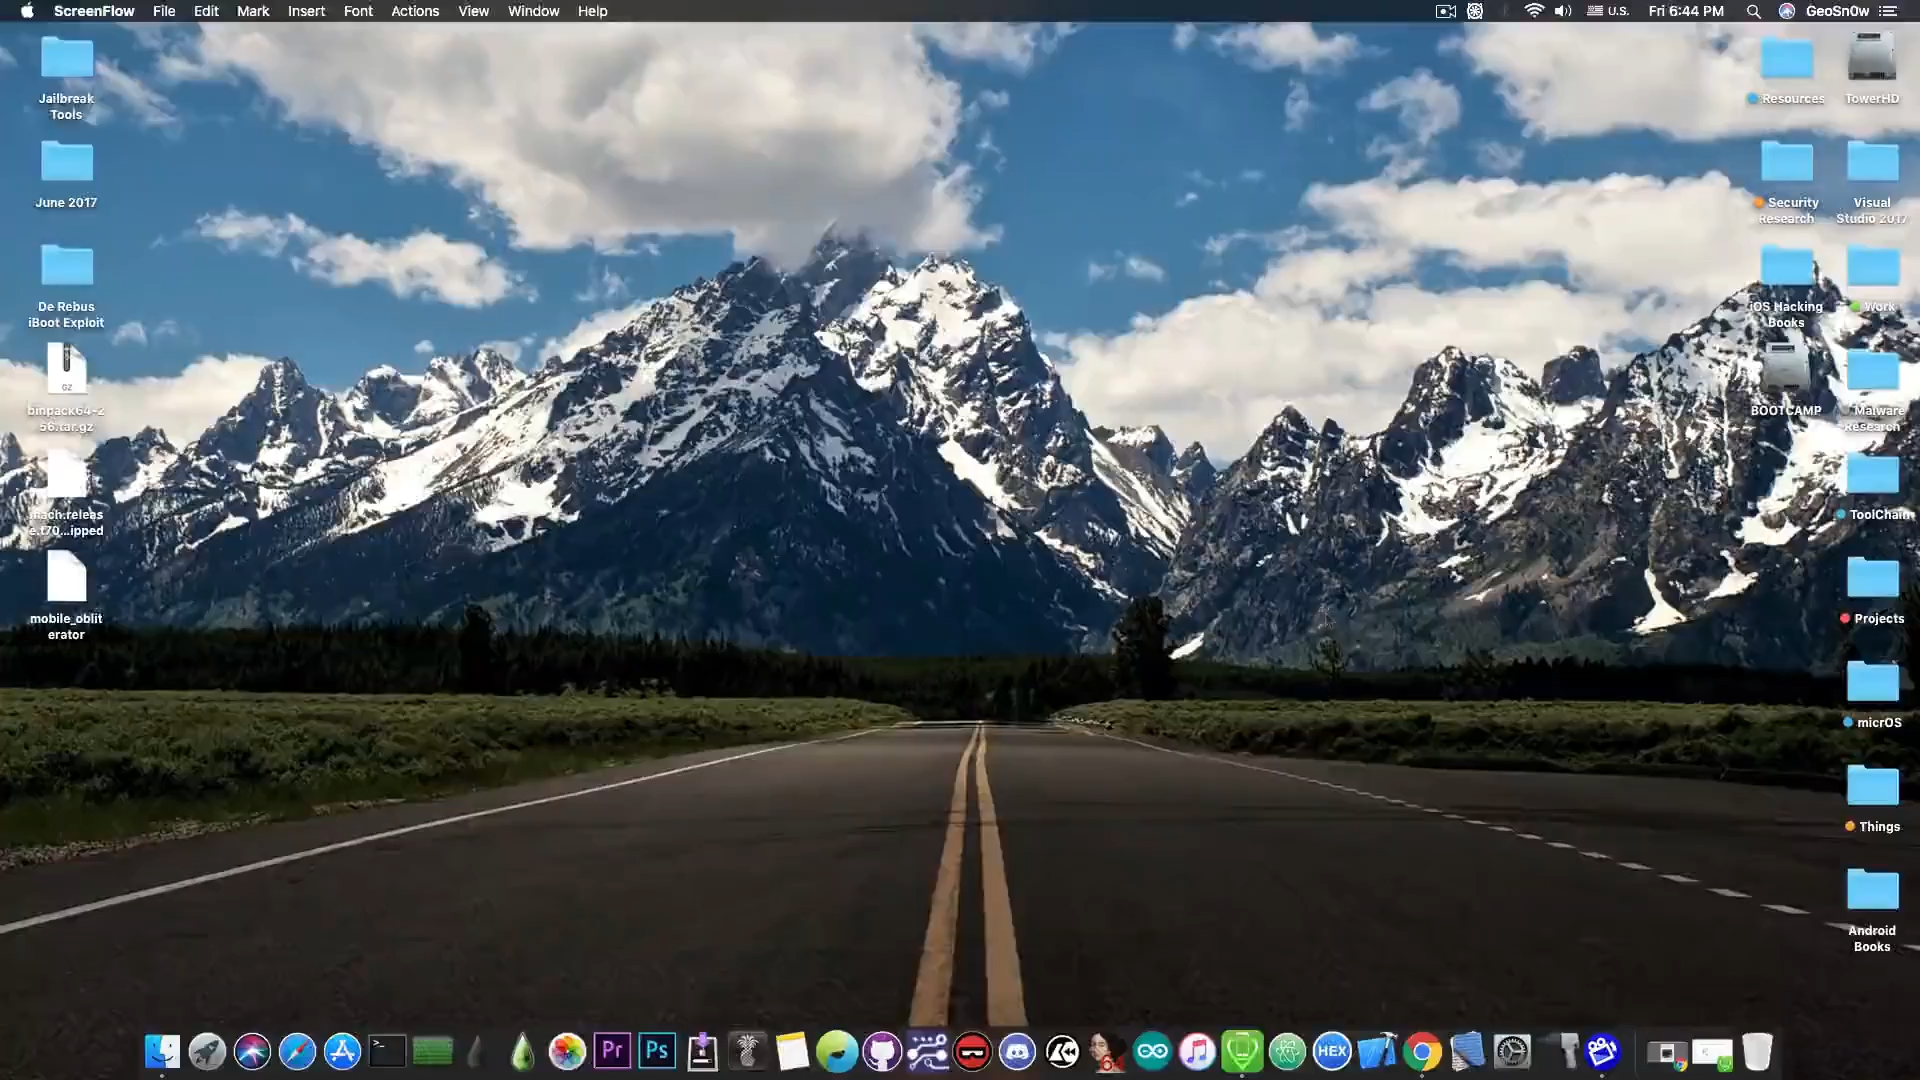 ScreenFlow File Edit Mark Insert Font Actions View Window Help
U.S. Fri 6:44 PM GeoSn0w
Jailbreak
Tools
June 2017
De Rebus
iBoot Exploit
GZ
binpack64-2
56.tar.gz
mach.releas
e.t70...ipped
mobile_oblit
erator
Resources
TowerHD
Security
Research
Visual
Studio 2017
iOS Hacking
Books
Work
BOOTCAMP
Malware
Research
ToolChain
Projects
micrOS
Things
Android
Books
>_
Pr
Ps
HEX